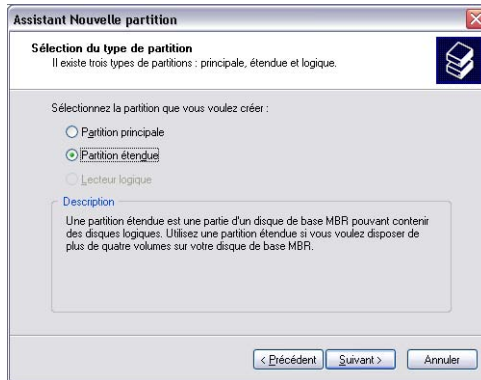 Assistant Nouvelle partition
Sélection du type de partition
Il existe trois types de partitions : principale, étendue et logique.
Sélectionnez la partition que vous voulez créer :
Partition principale
Partition étendue
Lecteur logique
Description
Une partition étendue est une partie d'un disque de base MBR pouvant contenir
des disques logiques. Utilisez une partition étendue si vous voulez disposer de
plus de quatre volumes sur votre disque de base MBR.
< Précédent Suivant > Annuler